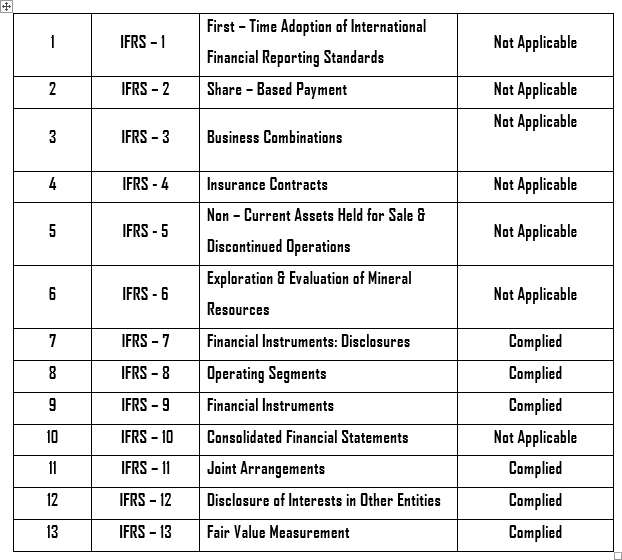 1 IFRS – 1 First – Time Adoption of International Financial Reporting Standards Not Applicable
2 IFRS – 2 Share – Based Payment Not Applicable
3 IFRS – 3 Business Combinations Not Applicable
4 IFRS - 4 Insurance Contracts Not Applicable
5 IFRS - 5 Non – Current Assets Held for Sale & Discontinued Operations Not Applicable
6 IFRS - 6 Exploration & Evaluation of Mineral Resources Not Applicable
7 IFRS – 7 Financial Instruments: Disclosures Complied
8 IFRS – 8 Operating Segments Complied
9 IFRS – 9 Financial Instruments Complied
10 IFRS – 10 Consolidated Financial Statements Not Applicable
11 IFRS – 11 Joint Arrangements Complied
12 IFRS – 12 Disclosure of Interests in Other Entities Complied
13 IFRS – 13 Fair Value Measurement Complied